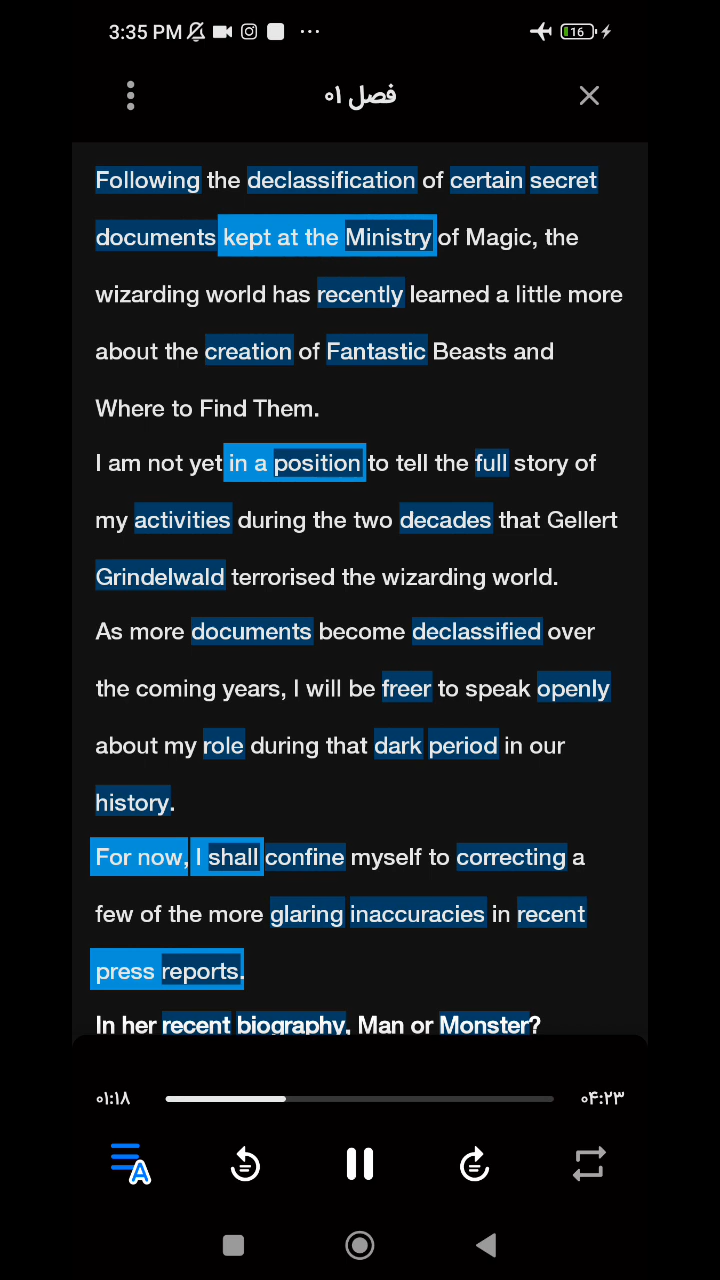 3:35 PM
16
فصل ۰۱
Following the declassification of certain secret
documents kept at the Ministry of Magic, the
wizarding world has recently learned a little more
about the creation of Fantastic Beasts and
Where to Find Them.
I am not yet in a position to tell the full story of
my activities during the two decades that Gellert
Grindelwald terrorised the wizarding world.
As more documents become declassified over
the coming years, I will be freer to speak openly
about my role during that dark period in our
history.
For now, I shall confine myself to correcting a
few of the more glaring inaccuracies in recent
press reports.
In her recent biography, Man or Monster?
۰۱:۱۸
۰۴:۲۳
A